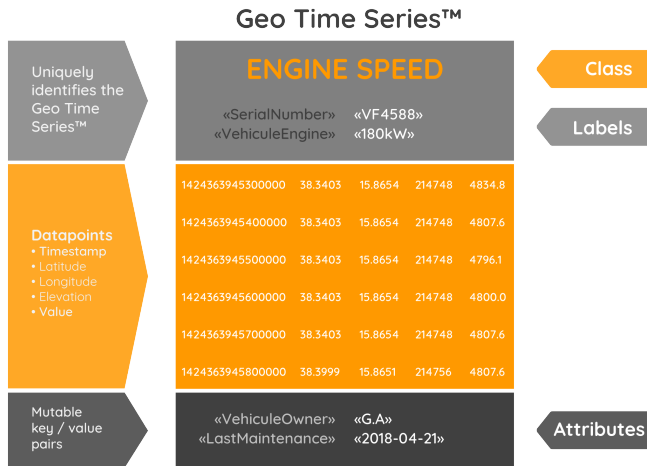 Geo Time Series™
Uniquely
identifies the
Geo Time
Series™
ENGINE SPEED
«SerialNumber» «VF4588»
«VehiculeEngine» «180kW»
Class
Labels
Datapoints
• Timestamp
• Latitude
• Longitude
• Elevation
• Value
1424363945300000 38.3403 15.8654 214748 4834.8
1424363945400000 38.3403 15.8654 214748 4807.6
1424363945500000 38.3403 15.8654 214748 4796.1
1424363945600000 38.3403 15.8654 214748 4800.0
1424363945700000 38.3403 15.8654 214748 4807.6
1424363945800000 38.3999 15.8651 214756 4807.6
Mutable
key / value
pairs
«VehiculeOwner» «G.A»
«LastMaintenance» «2018-04-21»
Attributes